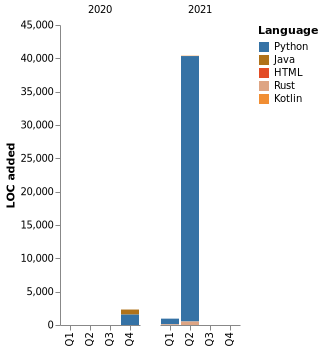 2020
2021
LOC added
45,000
40,000
35,000
30,000
25,000
20,000
15,000
10,000
5,000
0
Q1
Q2
Q3
Q4
Q1
Q2
Q3
Q4
Language
Python
Java
HTML
Rust
Kotlin